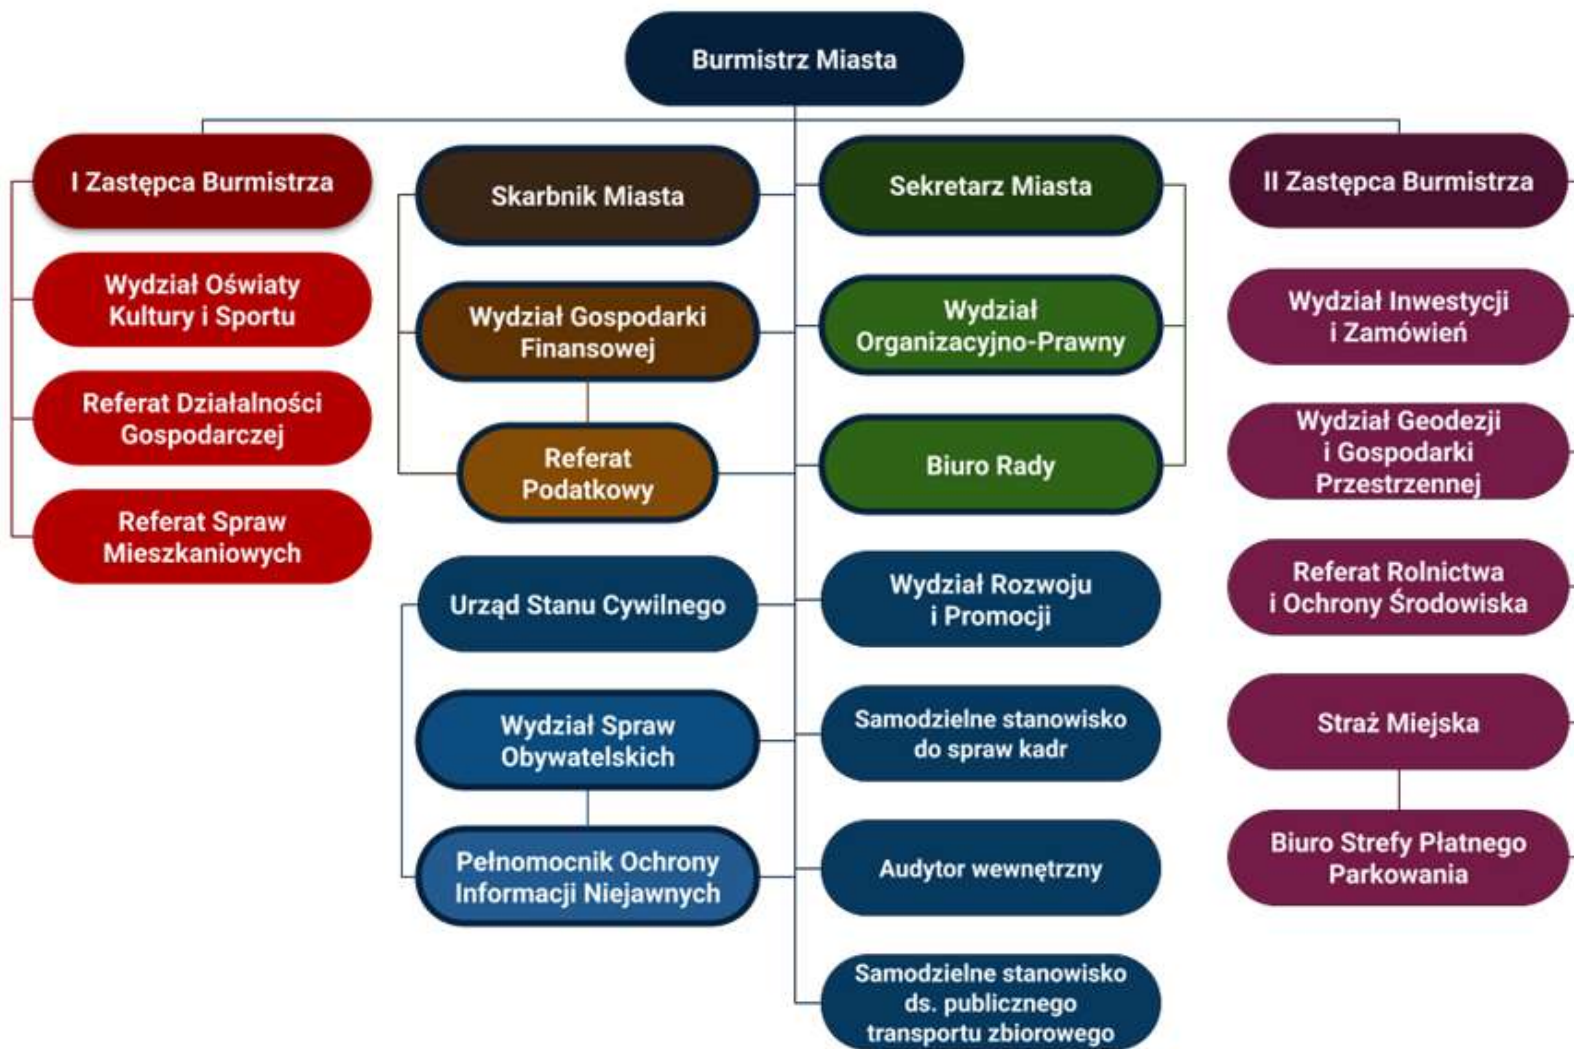 Burmistrz Miasta
I Zastępca Burmistrza
Wydział Oświaty
Kultury i Sportu
Referat Działalności
Gospodarczej
Referat Spraw
Mieszkaniowych
Skarbnik Miasta
Wydział Gospodarki
Finansowej
Referat
Podatkowy
Urząd Stanu Cywilnego
Wydział Spraw
Obywatelskich
Pełnomocnik Ochrony
Informacji Niejawnych
Sekretarz Miasta
Wydział
Organizacyjno-Prawny
Biuro Rady
Wydział Rozwoju
i Promocji
Samodzielne stanowisko
do spraw kadr
Audytor wewnętrzny
Samodzielne stanowisko
ds. publicznego
transportu zbiorowego
II Zastępca Burmistrza
Wydział Inwestycji
i Zamówień
Wydział Geodezji
i Gospodarki
Przestrzennej
Referat Rolnictwa
i Ochrony Środowiska
Straż Miejska
Biuro Strefy Płatnego
Parkowania